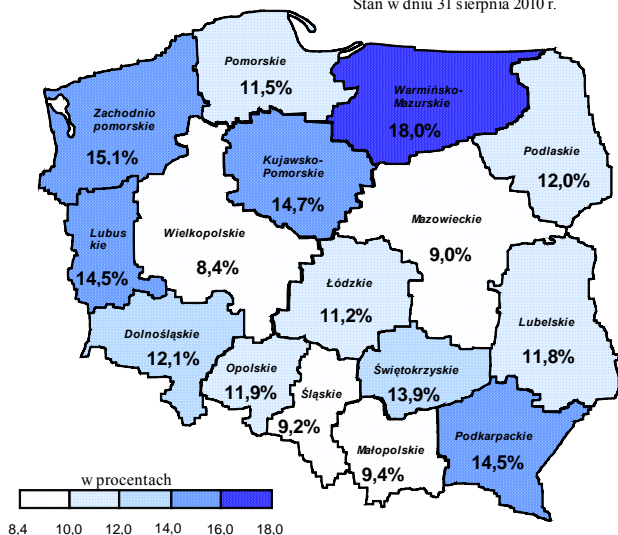 Stan w dniu 31 sierpnia 2010 r.
Pomorskie
11,5%
Warmińsko-
Mazurskie
18,0%
Zachodnio
pomorskie
15,1%
Kujawsko-
Pomorskie
14,7%
Podlaskie
12,0%
Lubus
kie
14,5%
Wielkopolskie
8,4%
Mazowieckie
9,0%
Łódzkie
11,2%
Lubelskie
11,8%
Dolnośląskie
12,1%
Opolskie
11,9%
Śląskie
9,2%
Świętokrzyskie
13,9%
Małopolskie
9,4%
Podkarpackie
14,5%
w procentach
8,4 10,0 12,0 14,0 16,0 18,0